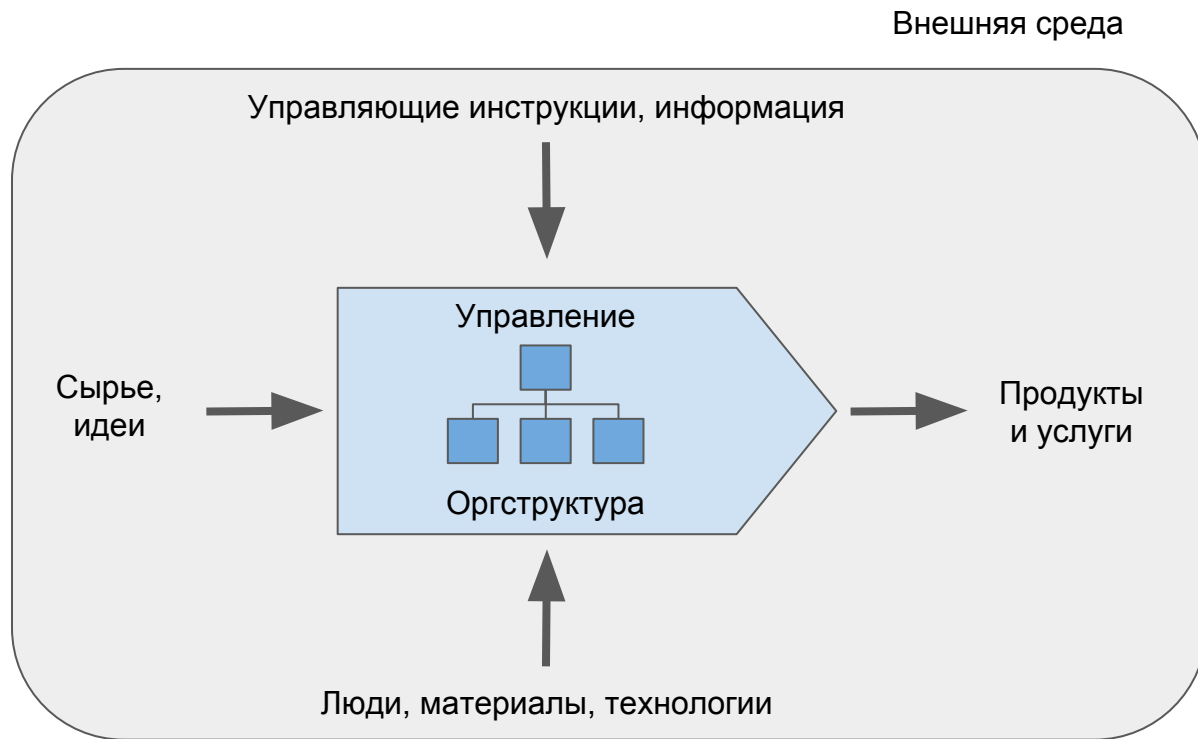 Внешняя среда
Управляющие инструкции, информация
Управление
Сырье,
идеи
Продукты
и услуги
Оргструктура
Люди, материалы, технологии